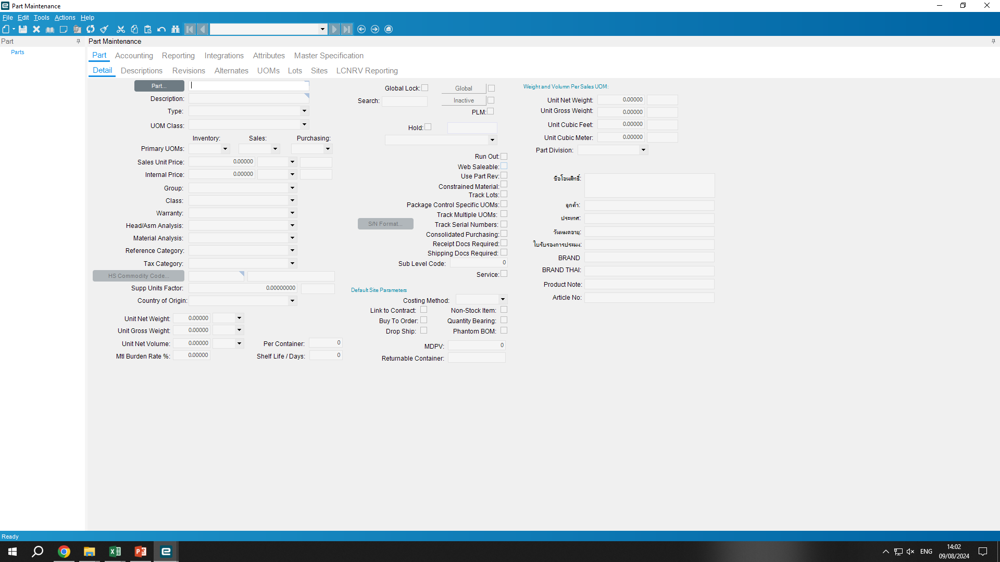 Part Maintenance
File Edit Tools Actions Help
Part
Part Maintenance
Parts
Part Accounting Reporting Integrations Attributes Master Specification
Detail Descriptions Revisions Alternates UOMs Lots Sites LCNRV Reporting
Part...
Description:
Type:
UOM Class:
Inventory: Sales: Purchasing:
Primary UOMs:
Sales Unit Price: 0.00000
Internal Price: 0.00000
Group:
Class:
Warranty:
Head/Asm Analysis:
Material Analysis:
Reference Category:
Tax Category:
HS Commodity Code...
Supp Units Factor: 0.00000000
Country of Origin:
Unit Net Weight: 0.00000
Unit Gross Weight: 0.00000
Unit Net Volume: 0.00000 Per Container: 0
Mtl Burden Rate %: 0.00000 Shelf Life / Days: 0
Global Lock: Global
Search: Inactive
PLM:
Hold:
Run Out:
Web Saleable:
Use Part Rev:
Constrained Material:
Track Lots:
Package Control Specific UOMs:
Track Multiple UOMs:
S/N Format... Track Serial Numbers:
Consolidated Purchasing:
Receipt Docs Required:
Shipping Docs Required:
Sub Level Code: 0
Service:
Default Site Parameters
Costing Method:
Link to Contract: Non-Stock Item:
Buy To Order: Quantity Bearing:
Drop Ship: Phantom BOM:
MDPV: 0
Returnable Container:
Weight and Volumn Per Sales UOM:
Unit Net Weight: 0.00000
Unit Gross Weight: 0.00000
Unit Cubic Feet: 0.00000
Unit Cubic Meter: 0.00000
Part Division:
ชื่อโอนสิทธิ์:
ลูกค้า:
ประเทศ:
วันหมดอายุ:
ใบรับรองการประมง:
BRAND
BRAND THAI:
Product Note:
Article No:
Ready
ENG
14:02
09/08/2024